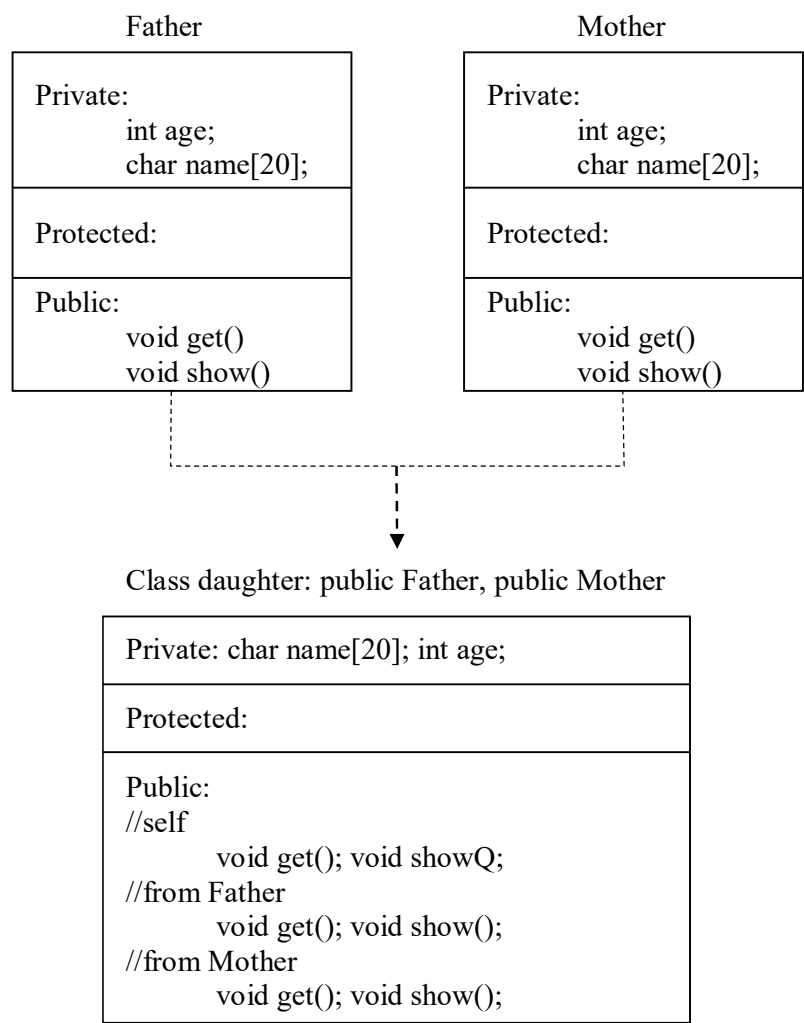 Father
Private:
int age;
char name[20];
Protected:
Public:
void get()
void show()
Mother
Private:
int age;
char name[20];
Protected:
Public:
void get()
void show()
Class daughter: public Father, public Mother
Private: char name[20]; int age;
Protected:
Public:
//self
void get(); void showQ;
//from Father
void get(); void show();
//from Mother
void get(); void show();